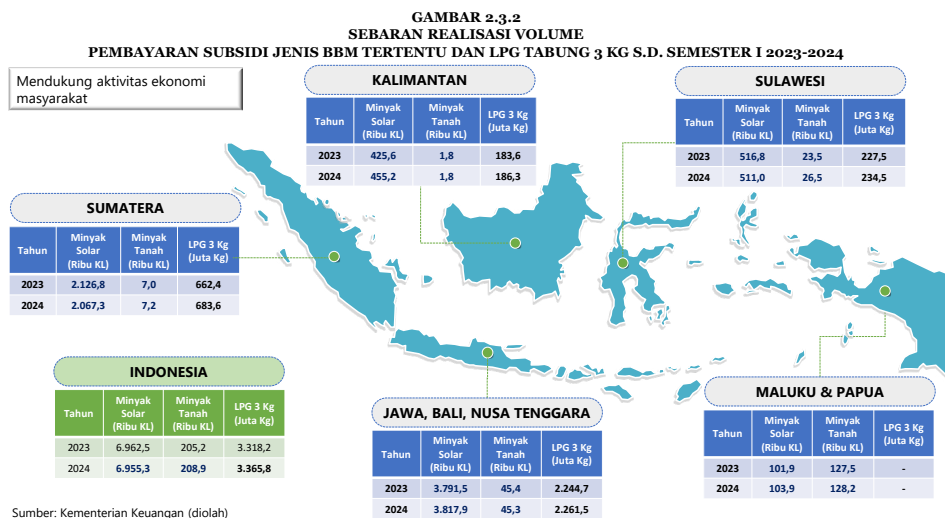 GAMBAR 2.3.2
SEBARAN REALISASI VOLUME
PEMBAYARAN SUBSIDI JENIS BBM TERTENTU DAN LPG TABUNG 3 KG S.D. SEMESTER I 2023-2024
Mendukung aktivitas ekonomi
masyarakat
KALIMANTAN
Tahun Minyak Solar (Ribu KL) Minyak Tanah (Ribu KL) LPG 3 Kg (Juta Kg)
2023 425,6 1,8 183,6
2024 455,2 1,8 186,3
SULAWESI
Tahun Minyak Solar (Ribu KL) Minyak Tanah (Ribu KL) LPG 3 Kg (Juta Kg)
2023 516,8 23,5 227,5
2024 511,0 26,5 234,5
SUMATERA
Tahun Minyak Solar (Ribu KL) Minyak Tanah (Ribu KL) LPG 3 Kg (Juta Kg)
2023 2.126,8 7,0 662,4
2024 2.067,3 7,2 683,6
INDONESIA
Tahun Minyak Solar (Ribu KL) Minyak Tanah (Ribu KL) LPG 3 Kg (Juta Kg)
2023 6.962,5 205,2 3.318,2
2024 6.955,3 208,9 3.365,8
JAWA, BALI, NUSA TENGGARA
Tahun Minyak Solar (Ribu KL) Minyak Tanah (Ribu KL) LPG 3 Kg (Juta Kg)
2023 3.791,5 45,4 2.244,7
2024 3.817,9 45,3 2.261,5
MALUKU & PAPUA
Tahun Minyak Solar (Ribu KL) Minyak Tanah (Ribu KL) LPG 3 Kg (Juta Kg)
2023 101,9 127,5 -
2024 103,9 128,2 -
Sumber: Kementerian Keuangan (diolah)